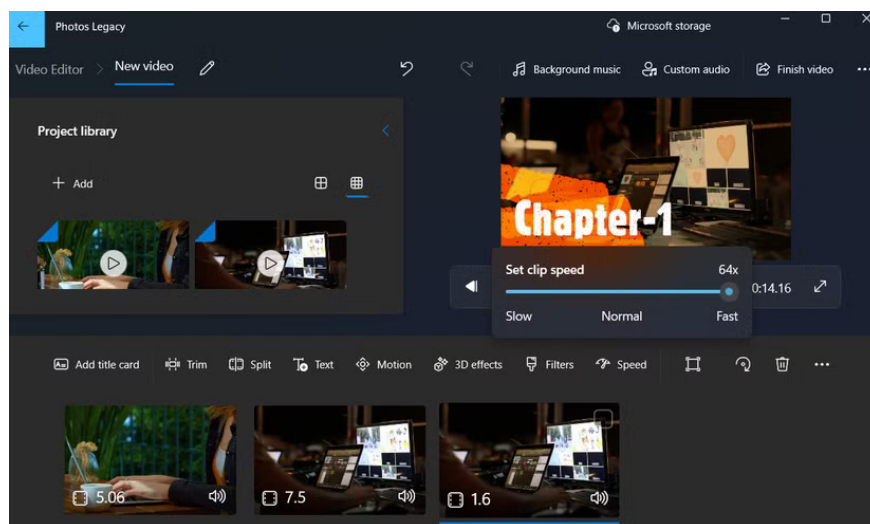 Photos Legacy
Microsoft storage
Video Editor > New video
Background music
Custom audio
Finish video
Project library
+ Add
Chapter-1
Set clip speed 64x
Slow Normal Fast
0:14.16
Add title card
Trim
Split
Text
Motion
3D effects
Filters
Speed
5.06
7.5
1.6